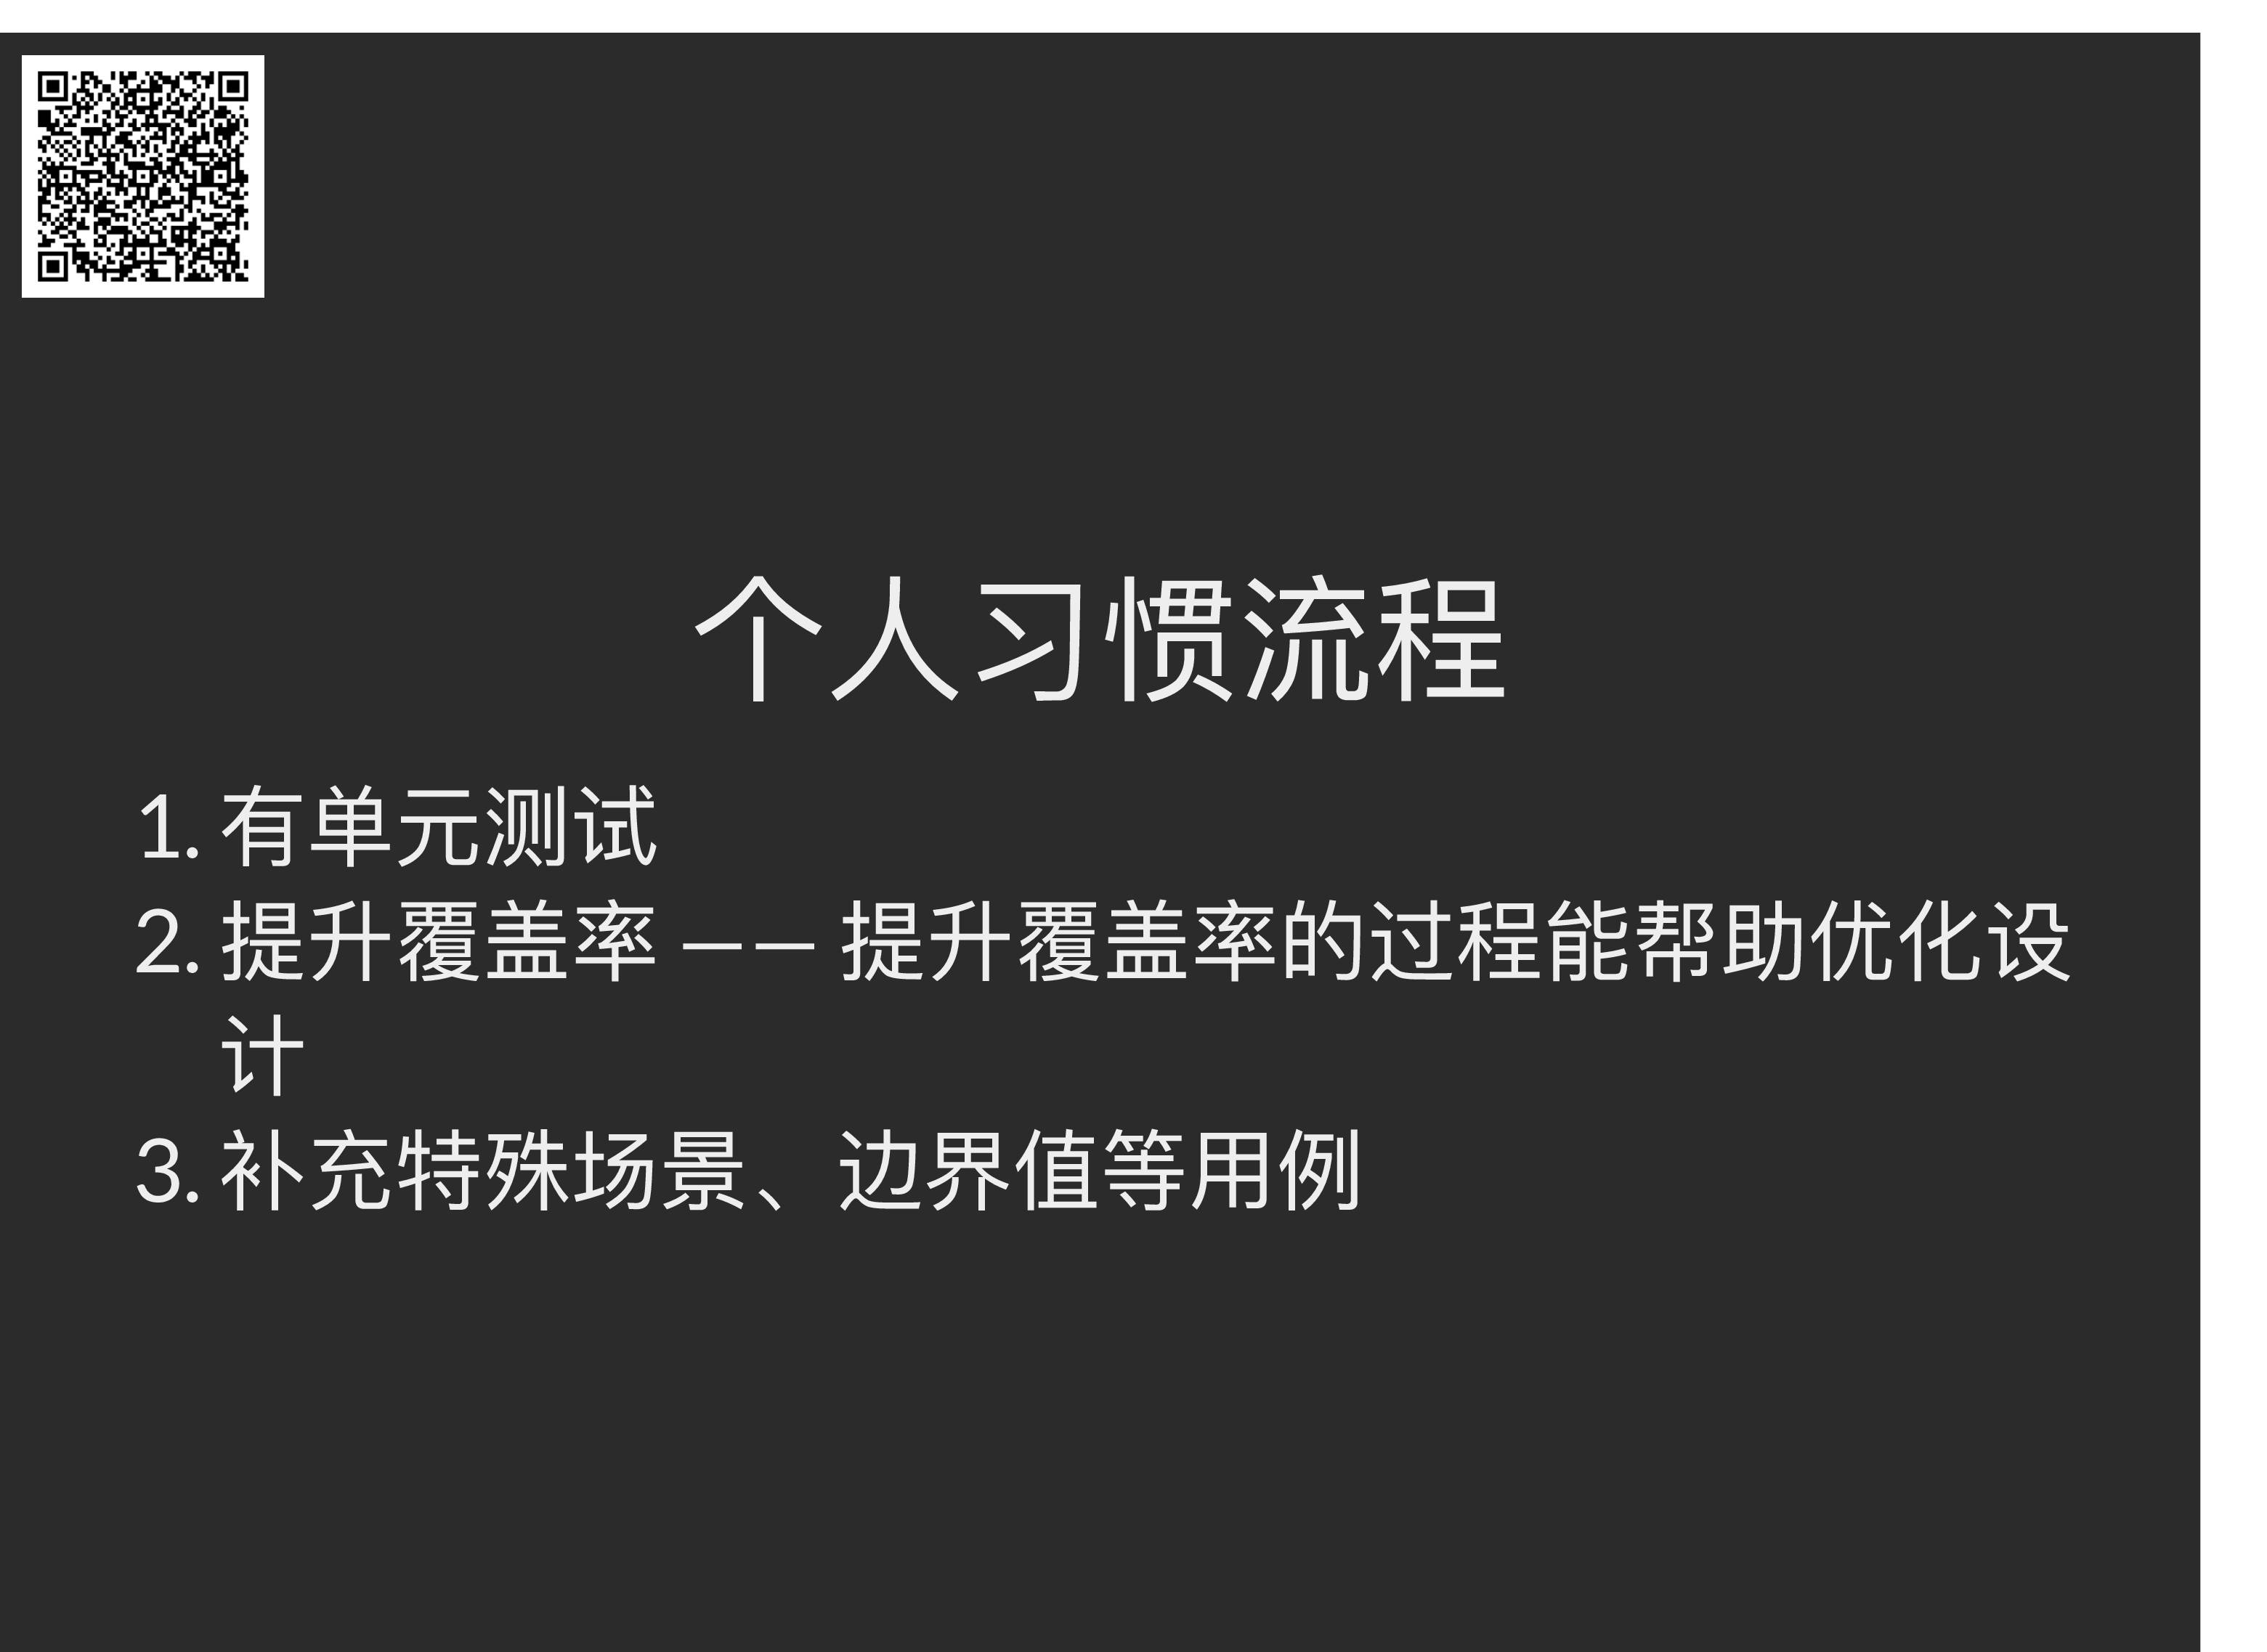 个人习惯流程
1. 有单元测试
2. 提升覆盖率 —— 提升覆盖率的过程能帮助优化设
计
3. 补充特殊场景、 边界值等用例